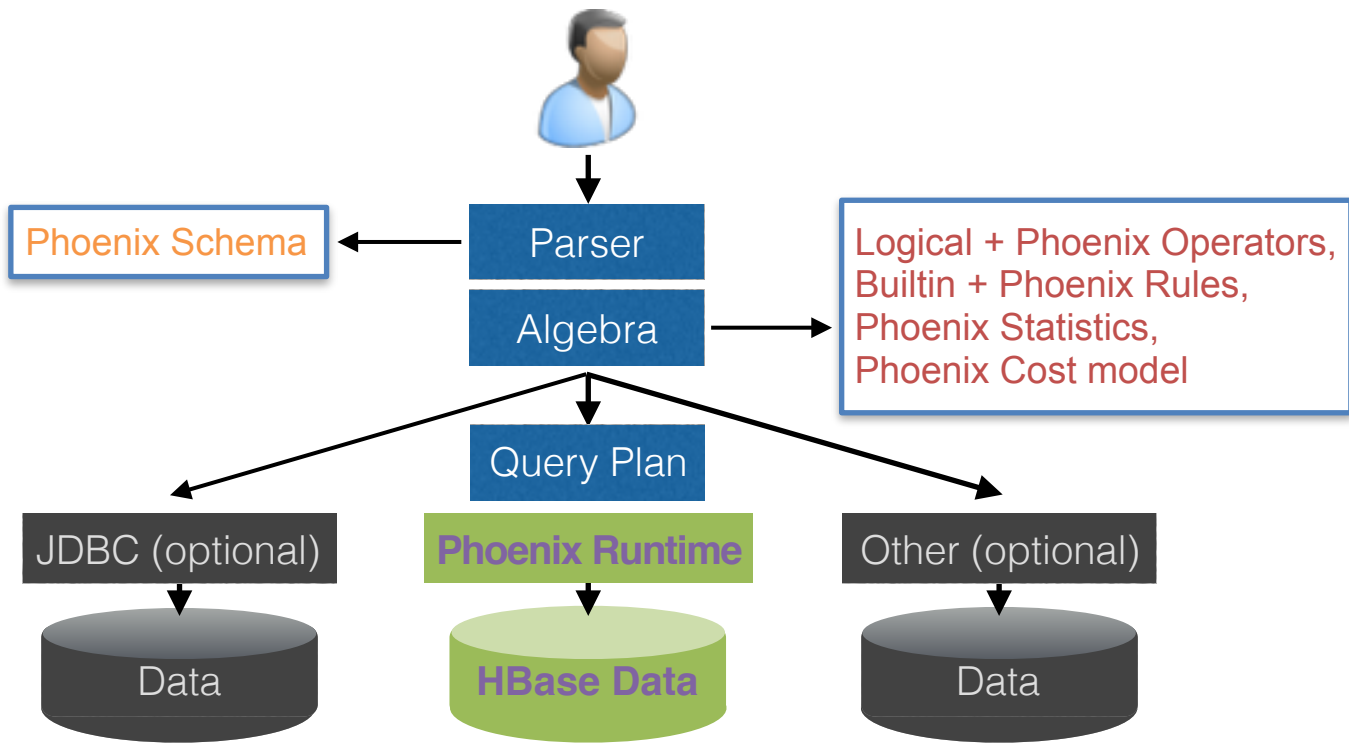 Phoenix Schema
Parser
Logical + Phoenix Operators,
Builtin + Phoenix Rules,
Phoenix Statistics,
Phoenix Cost model
Algebra
Query Plan
JDBC (optional)
Phoenix Runtime
Other (optional)
Data
HBase Data
Data